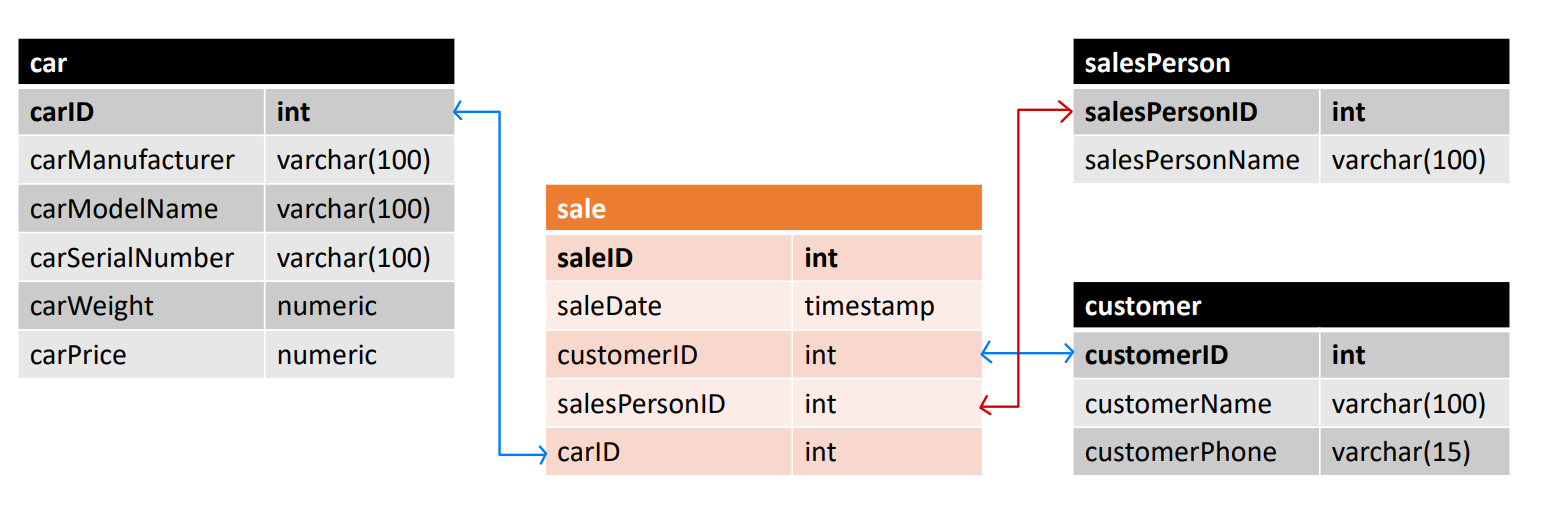 car
carID int
carManufacturer varchar(100)
carModelName varchar(100)
carSerialNumber varchar(100)
carWeight numeric
carPrice numeric
sale
saleID int
saleDate timestamp
customerID int
salesPersonID int
carID int
salesPerson
salesPersonID int
salesPersonName varchar(100)
customer
customerID int
customerName varchar(100)
customerPhone varchar(15)